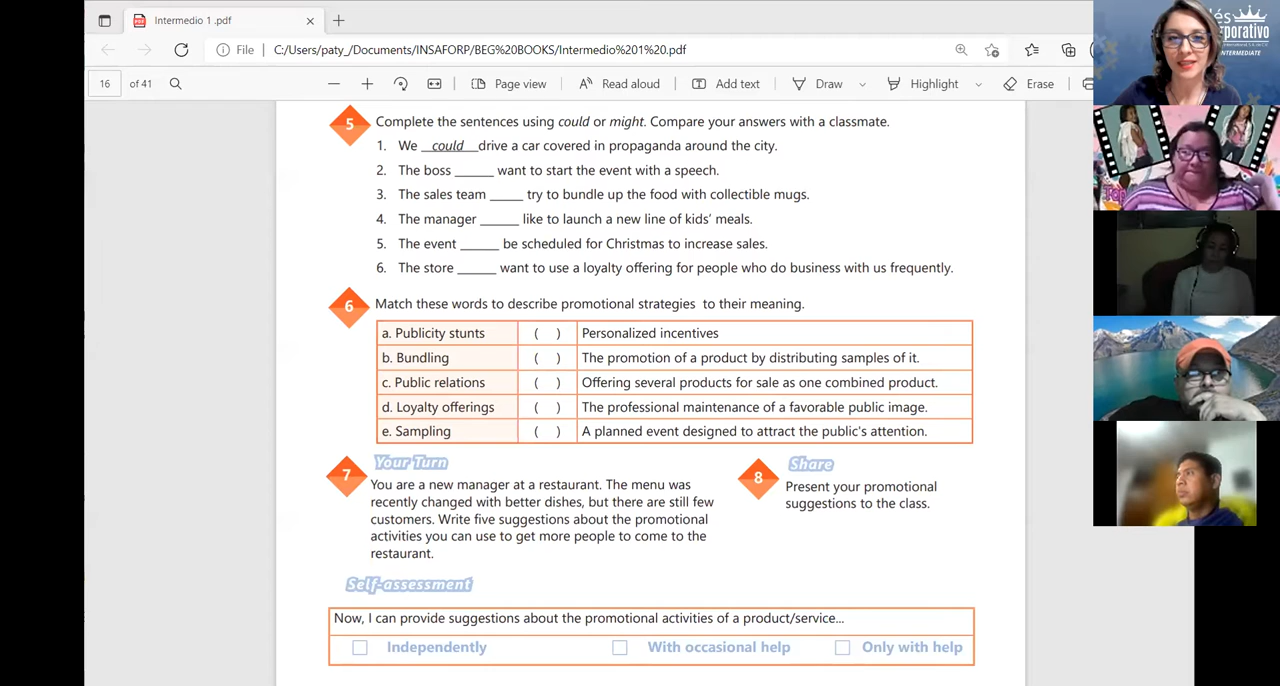 Intermedio 1 .pdf
File C:/Users/paty_/Documents/INSAFORP/BEG%20BOOKS/Intermedio%201%20.pdf
16 of 41 Page view Read aloud Add text Draw Highlight Erase
5 Complete the sentences using could or might. Compare your answers with a classmate.
1. We __could__drive a car covered in propaganda around the city.
2. The boss ______ want to start the event with a speech.
3. The sales team _____ try to bundle up the food with collectible mugs.
4. The manager ______ like to launch a new line of kids' meals.
5. The event ______ be scheduled for Christmas to increase sales.
6. The store ______ want to use a loyalty offering for people who do business with us frequently.
6 Match these words to describe promotional strategies to their meaning.
a. Publicity stunts ( ) Personalized incentives
b. Bundling ( ) The promotion of a product by distributing samples of it.
c. Public relations ( ) Offering several products for sale as one combined product.
d. Loyalty offerings ( ) The professional maintenance of a favorable public image.
e. Sampling ( ) A planned event designed to attract the public's attention.
7 Your Turn
You are a new manager at a restaurant. The menu was
recently changed with better dishes, but there are still few
customers. Write five suggestions about the promotional
activities you can use to get more people to come to the
restaurant.
8 Share
Present your promotional
suggestions to the class.
Self-assessment
Now, I can provide suggestions about the promotional activities of a product/service...
Independently With occasional help Only with help
és
porativo
INTERMEDIATE